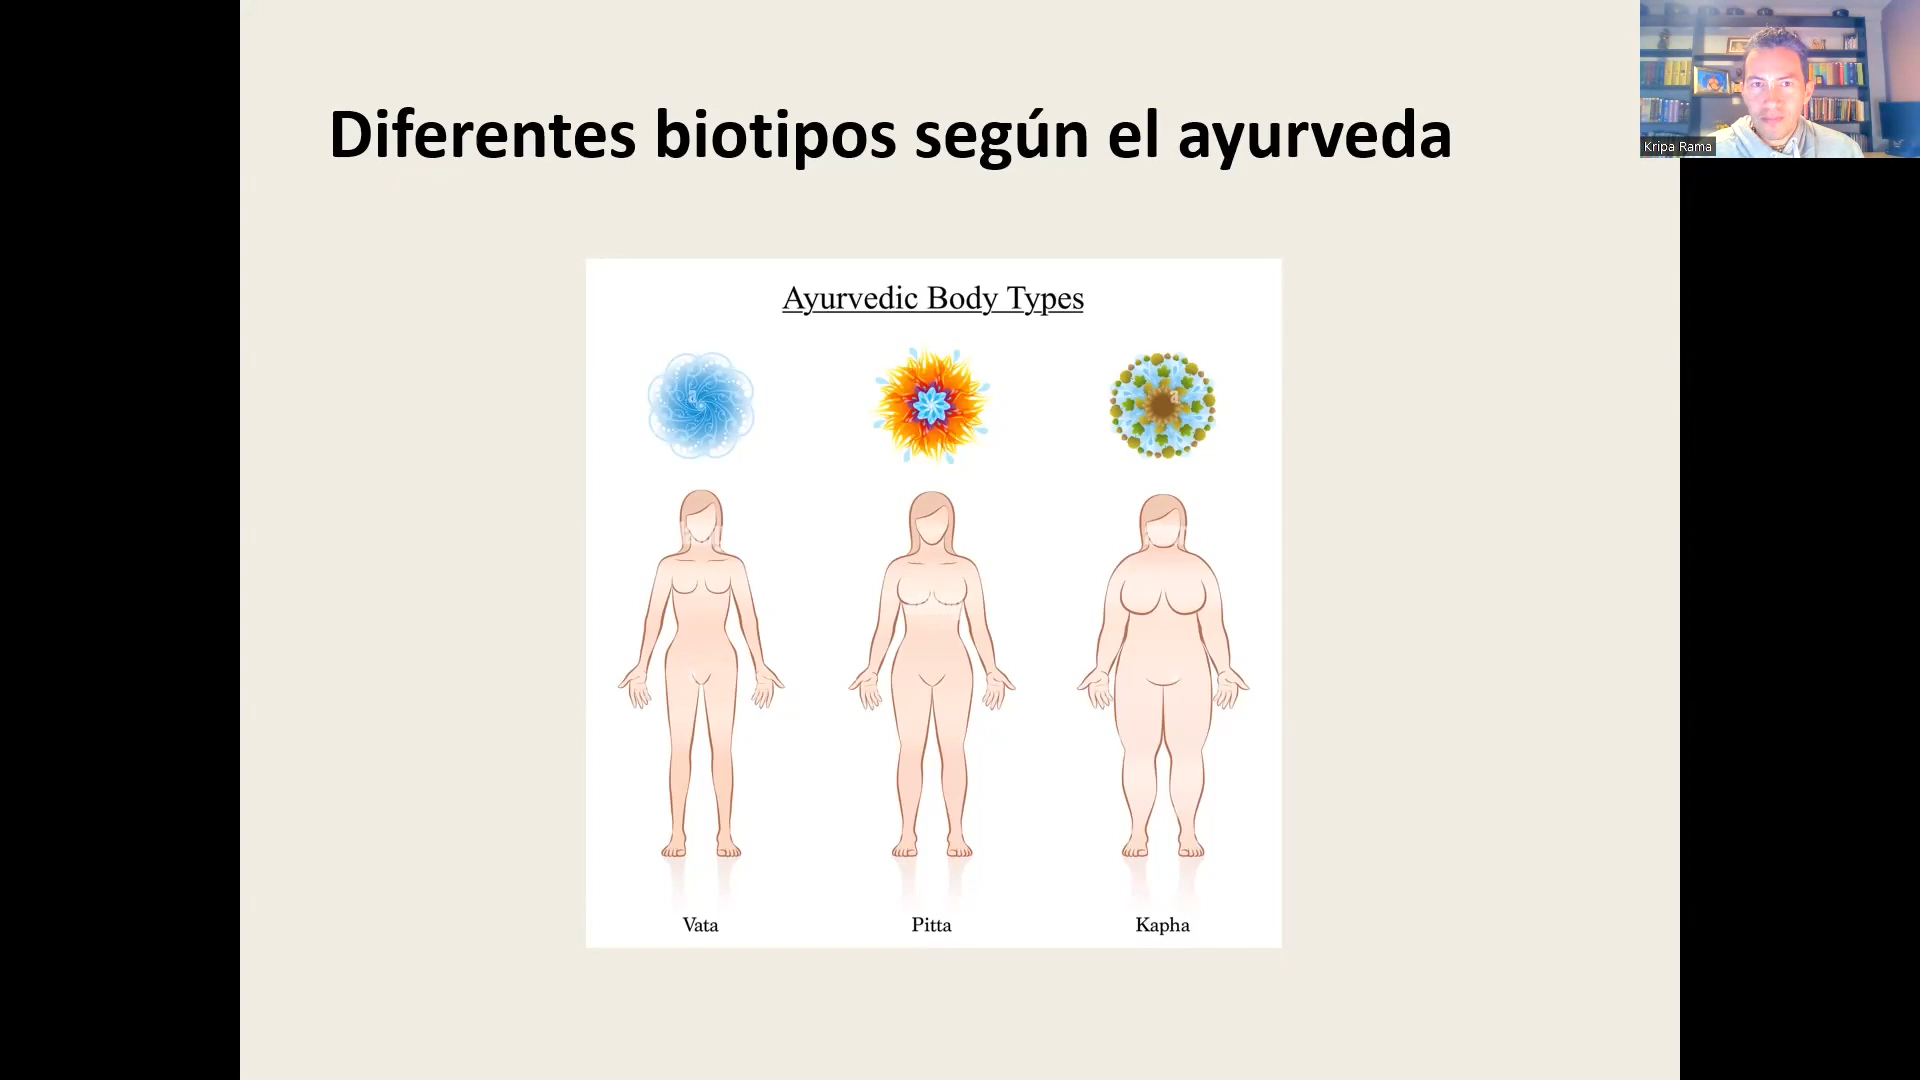 Diferentes biotipos según el ayurveda
Kripa Rama
Ayurvedic Body Types
a
a
Vata
Pitta
Kapha